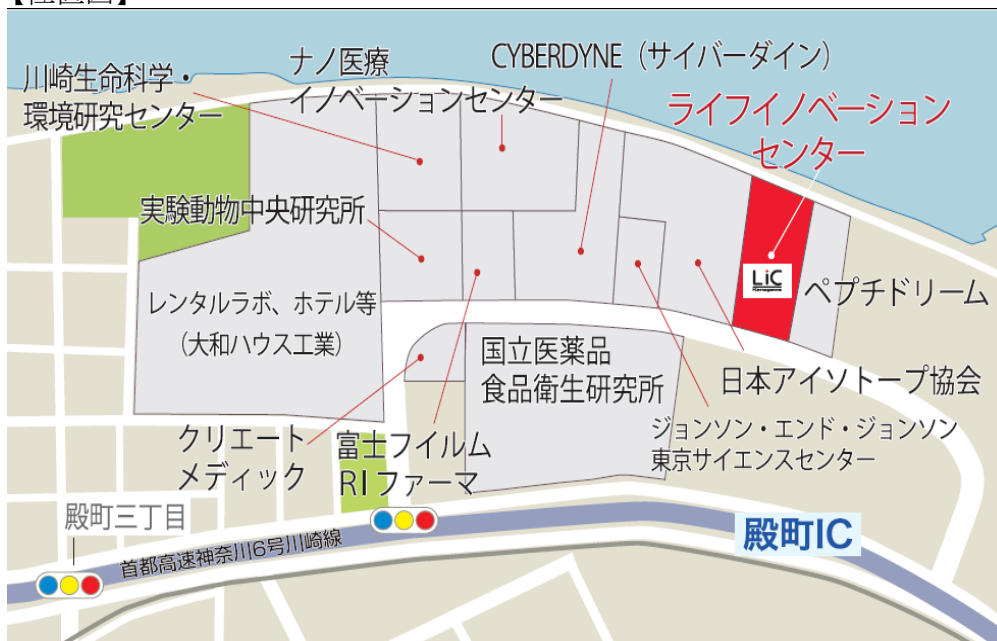 【位置図】
川崎生命科学・
環境研究センター
ナノ医療
イノベーションセンター
CYBERDYNE（サイバーダイン）
ライフイノベーション
センター
実験動物中央研究所
LiC
ペプチドリーム
レンタルラボ、ホテル等
（大和ハウス工業）
国立医薬品
食品衛生研究所
日本アイソトープ協会
クリエート
メディック
富士フイルム
RIファーマ
ジョンソン・エンド・ジョンソン
東京サイエンスセンター
殿町三丁目
殿町IC
首都高速神奈川6号川崎線